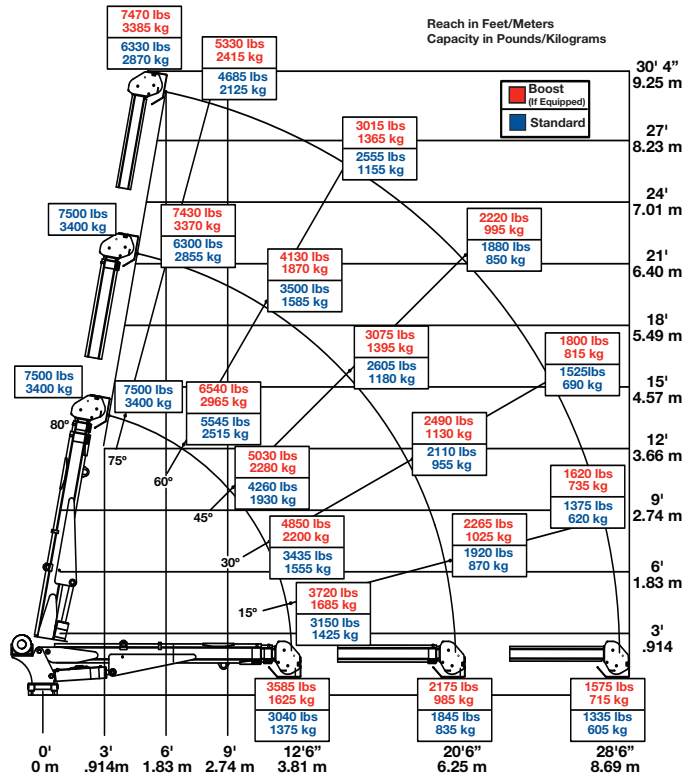 Reach in Feet/Meters
Capacity in Pounds/Kilograms
7470 lbs
3385 kg
6330 lbs
2870 kg
5330 lbs
2415 kg
4685 lbs
2125 kg
30' 4"
9.25 m
Boost
(If Equipped)
Standard
3015 lbs
1365 kg
2555 lbs
1155 kg
27'
8.23 m
24'
7.01 m
7500 lbs
3400 kg
7430 lbs
3370 kg
6300 lbs
2855 kg
2220 lbs
995 kg
1880 lbs
850 kg
4130 lbs
1870 kg
3500 lbs
1585 kg
21'
6.40 m
18'
5.49 m
3075 lbs
1395 kg
2605 lbs
1180 kg
1800 lbs
815 kg
1525lbs
690 kg
15'
4.57 m
7500 lbs
3400 kg
7500 lbs
3400 kg
6540 lbs
2965 kg
5545 lbs
2515 kg
80º
75º
60º
45º
30º
15º
2490 lbs
1130 kg
2110 lbs
955 kg
12'
3.66 m
5030 lbs
2280 kg
4260 lbs
1930 kg
1620 lbs
735 kg
1375 lbs
620 kg
9'
2.74 m
4850 lbs
2200 kg
3435 lbs
1555 kg
2265 lbs
1025 kg
1920 lbs
870 kg
6'
1.83 m
3720 lbs
1685 kg
3150 lbs
1425 kg
3'
.914
3585 lbs
1625 kg
3040 lbs
1375 kg
2175 lbs
985 kg
1845 lbs
835 kg
1575 lbs
715 kg
1335 lbs
605 kg
0' 3' 6' 9' 12'6” 20'6” 28'6”
0 m .914m 1.83 m 2.74 m 3.81 m 6.25 m 8.69 m